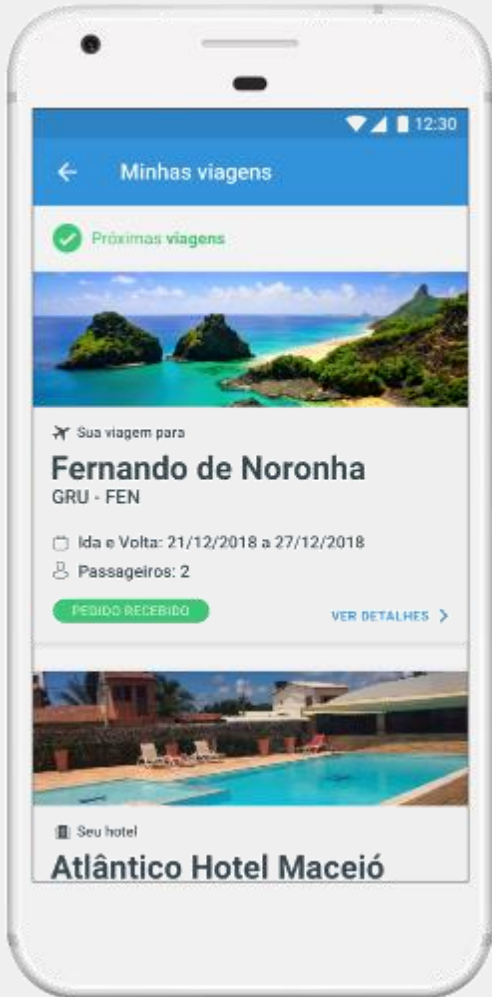 12:30
Minhas viagens
Próximas viagens
Sua viagem para
Fernando de Noronha
GRU - FEN
Ida e Volta: 21/12/2018 a 27/12/2018
Passageiros: 2
PEDIDO RECEBIDO
VER DETALHES
Seu hotel
Atlântico Hotel Maceió